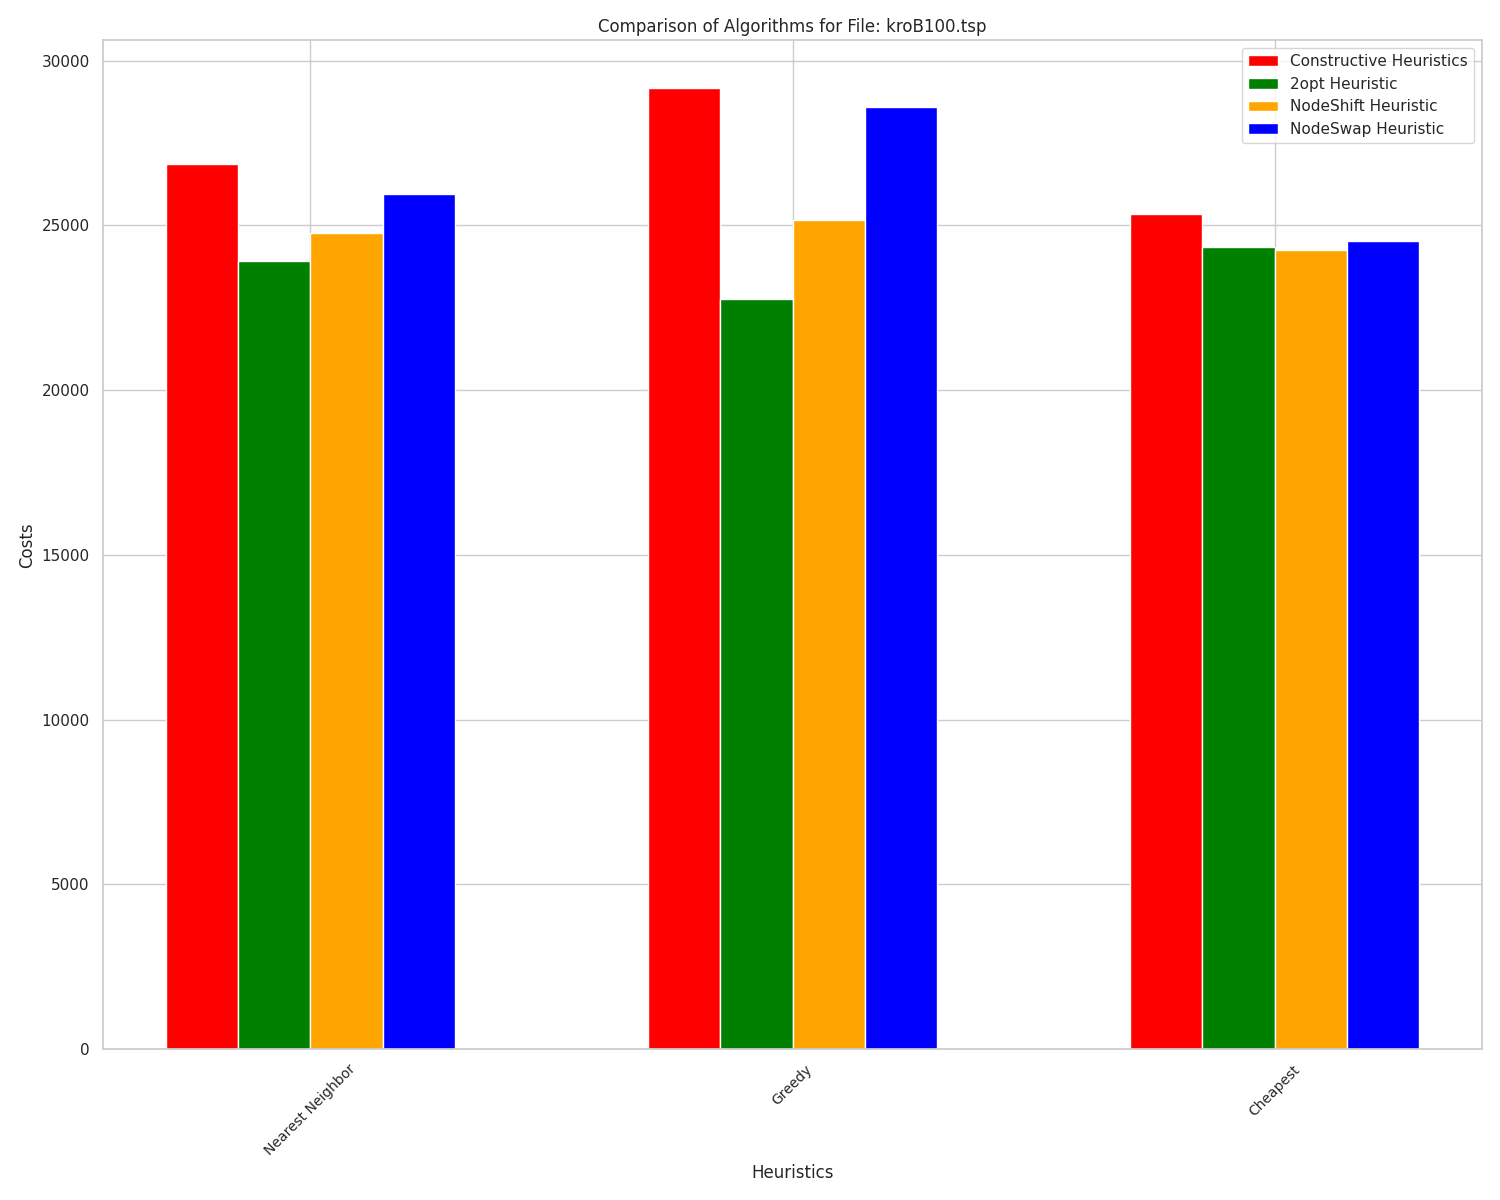 Comparison of Algorithms for File: kroB100.tsp
Constructive Heuristics
2opt Heuristic
NodeShift Heuristic
NodeSwap Heuristic
30000
25000
20000
15000
10000
5000
0
Costs
Nearest Neighbor
Greedy
Cheapest
Heuristics